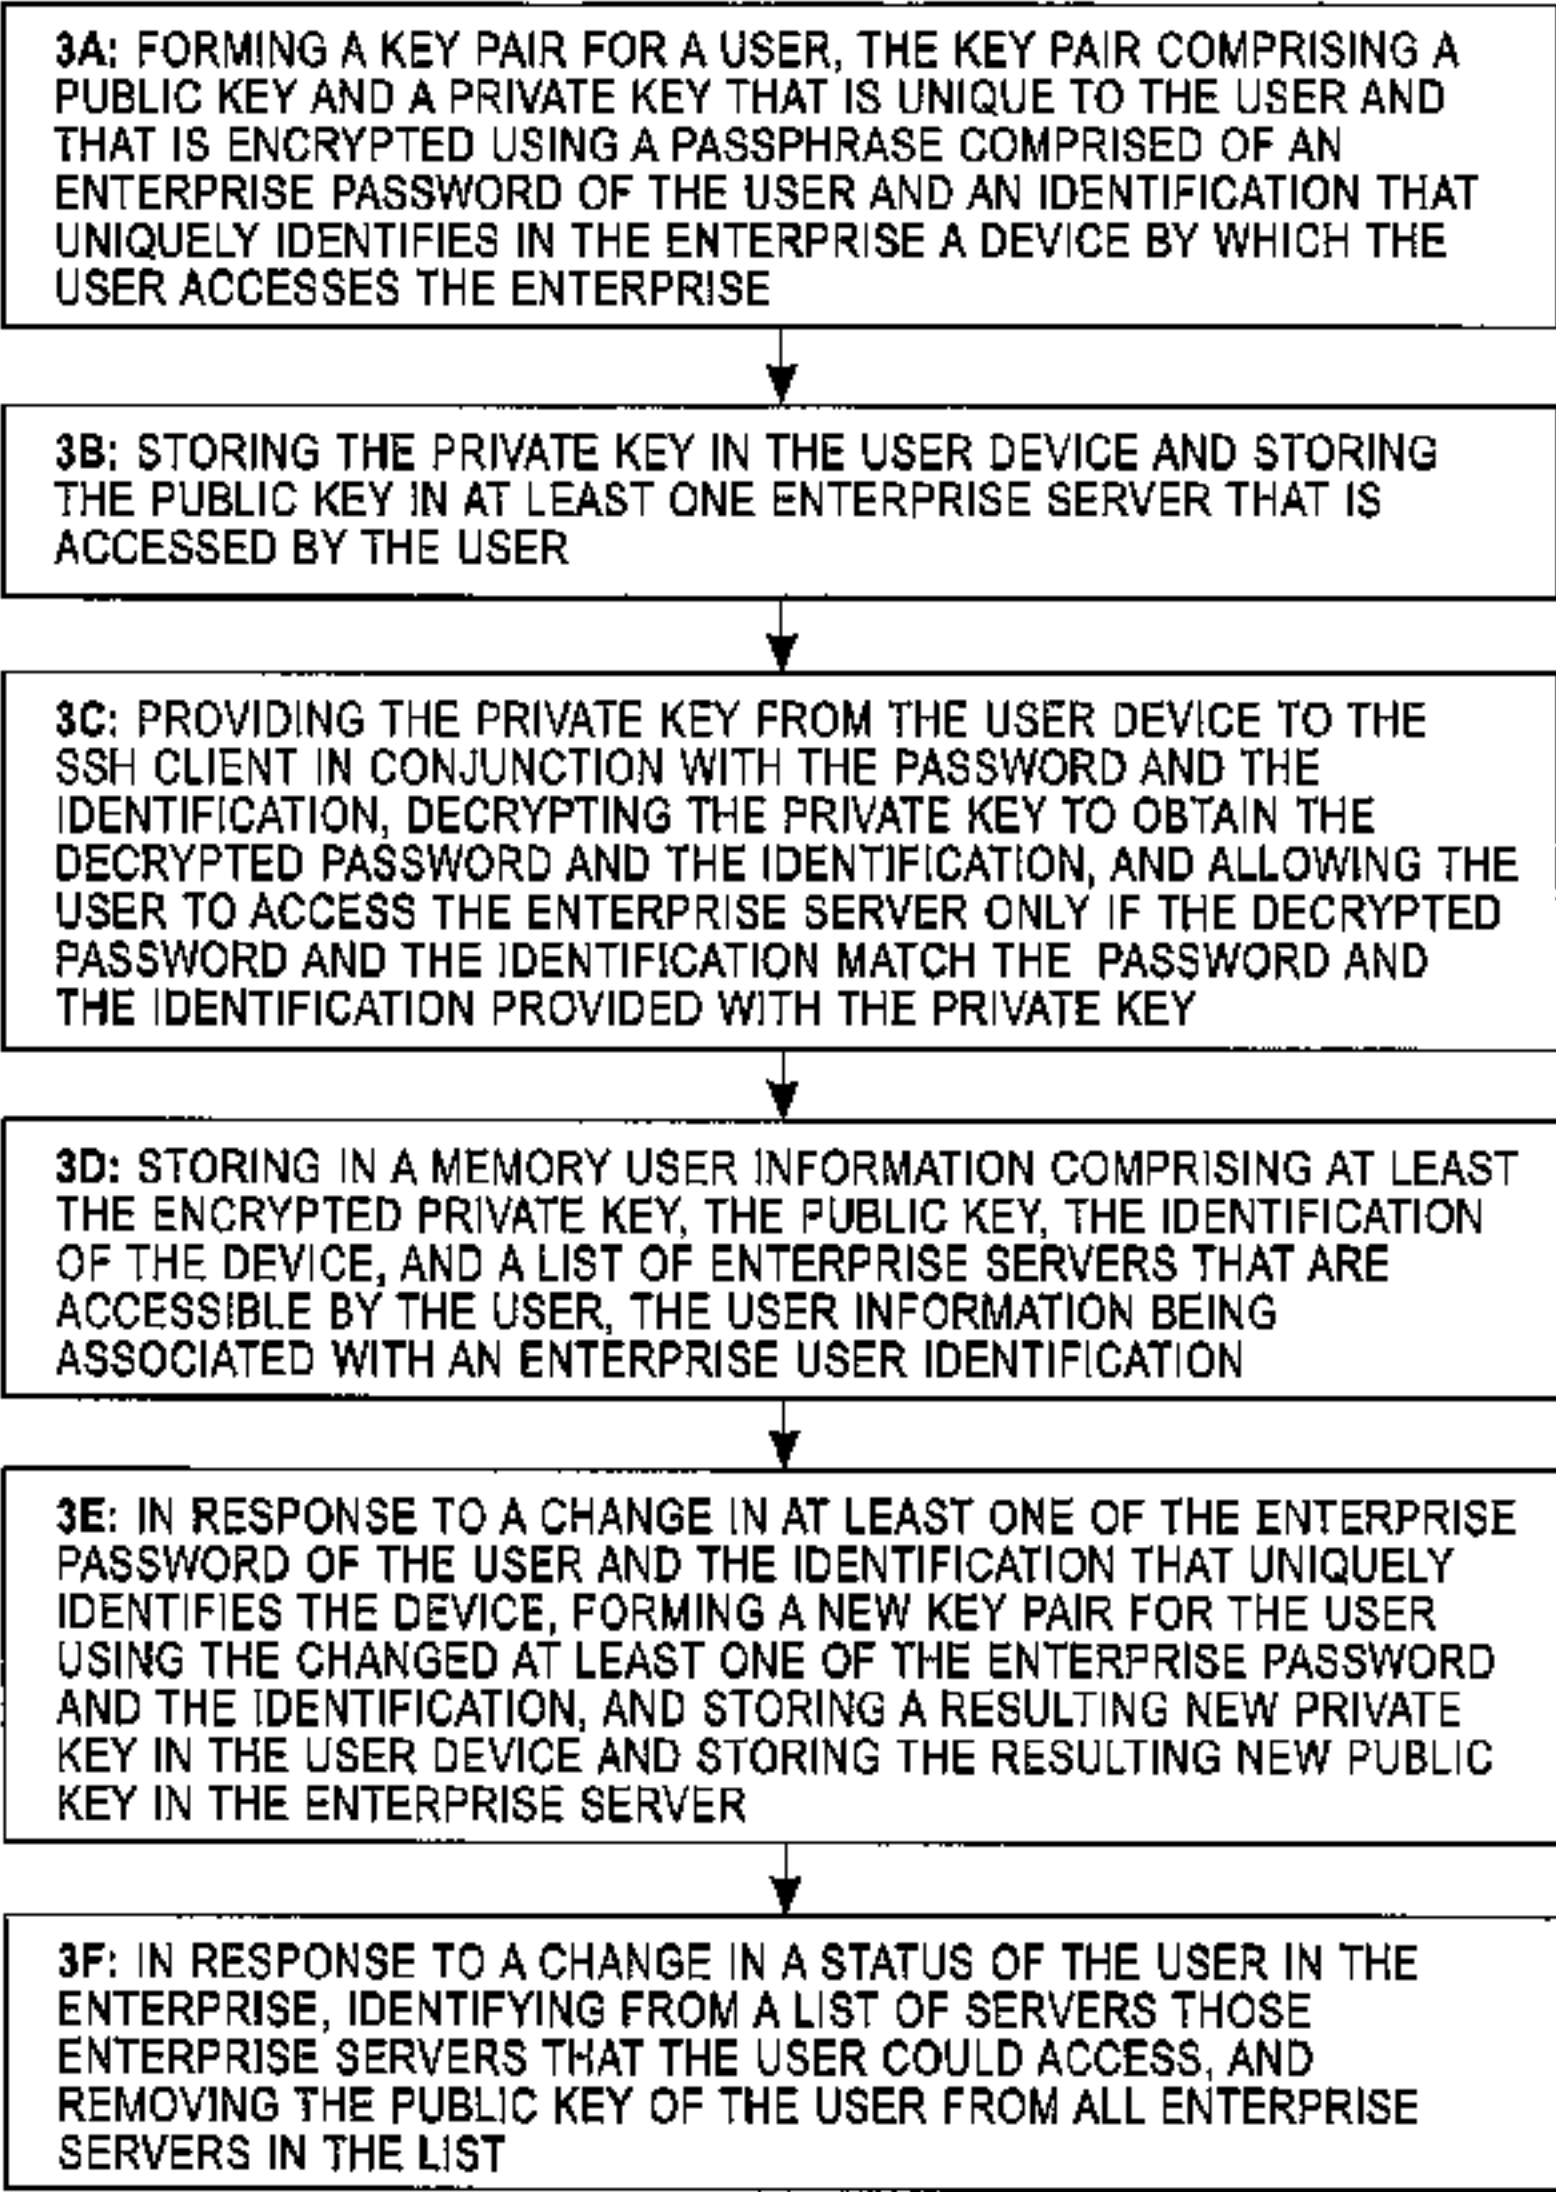 3A: FORMING A KEY PAIR FOR A USER, THE KEY PAIR COMPRISING A
PUBLIC KEY AND A PRIVATE KEY THAT IS UNIQUE TO THE USER AND
THAT IS ENCRYPTED USING A PASSPHRASE COMPRISED OF AN
ENTERPRISE PASSWORD OF THE USER AND AN IDENTIFICATION THAT
UNIQUELY IDENTIFIES IN THE ENTERPRISE A DEVICE BY WHICH THE
USER ACCESSES THE ENTERPRISE
3B: STORING THE PRIVATE KEY IN THE USER DEVICE AND STORING
THE PUBLIC KEY IN AT LEAST ONE ENTERPRISE SERVER THAT IS
ACCESSED BY THE USER
3C: PROVIDING THE PRIVATE KEY FROM THE USER DEVICE TO THE
SSH CLIENT IN CONJUNCTION WITH THE PASSWORD AND THE
IDENTIFICATION, DECRYPTING THE PRIVATE KEY TO OBTAIN THE
DECRYPTED PASSWORD AND THE IDENTIFICATION, AND ALLOWING THE
USER TO ACCESS THE ENTERPRISE SERVER ONLY IF THE DECRYPTED
PASSWORD AND THE IDENTIFICATION MATCH THE PASSWORD AND
THE IDENTIFICATION PROVIDED WITH THE PRIVATE KEY
3D: STORING IN A MEMORY USER INFORMATION COMPRISING AT LEAST
THE ENCRYPTED PRIVATE KEY, THE PUBLIC KEY, THE IDENTIFICATION
OF THE DEVICE, AND A LIST OF ENTERPRISE SERVERS THAT ARE
ACCESSIBLE BY THE USER, THE USER INFORMATION BEING
ASSOCIATED WITH AN ENTERPRISE USER IDENTIFICATION
3E: IN RESPONSE TO A CHANGE IN AT LEAST ONE OF THE ENTERPRISE
PASSWORD OF THE USER AND THE IDENTIFICATION THAT UNIQUELY
IDENTIFIES THE DEVICE, FORMING A NEW KEY PAIR FOR THE USER
USING THE CHANGED AT LEAST ONE OF THE ENTERPRISE PASSWORD
AND THE IDENTIFICATION, AND STORING A RESULTING NEW PRIVATE
KEY IN THE USER DEVICE AND STORING THE RESULTING NEW PUBLIC
KEY IN THE ENTERPRISE SERVER
3F: IN RESPONSE TO A CHANGE IN A STATUS OF THE USER IN THE
ENTERPRISE, IDENTIFYING FROM A LIST OF SERVERS THOSE
ENTERPRISE SERVERS THAT THE USER COULD ACCESS, AND
REMOVING THE PUBLIC KEY OF THE USER FROM ALL ENTERPRISE
SERVERS IN THE LIST